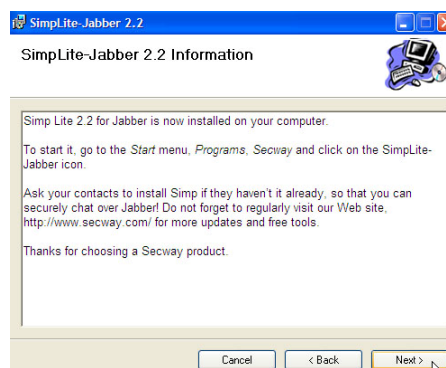 SimpLite-Jabber 2.2
SimpLite-Jabber 2.2 Information
Simp Lite 2.2 for Jabber is now installed on your computer.
To start it, go to the Start menu, Programs, Secway and click on the SimpLite-
Jabber icon.
Ask your contacts to install Simp if they haven't it already, so that you can
securely chat over Jabber! Do not forget to regularly visit our Web site,
http://www.secway.com/ for more updates and free tools.
Thanks for choosing a Secway product.
Cancel
< Back
Next >